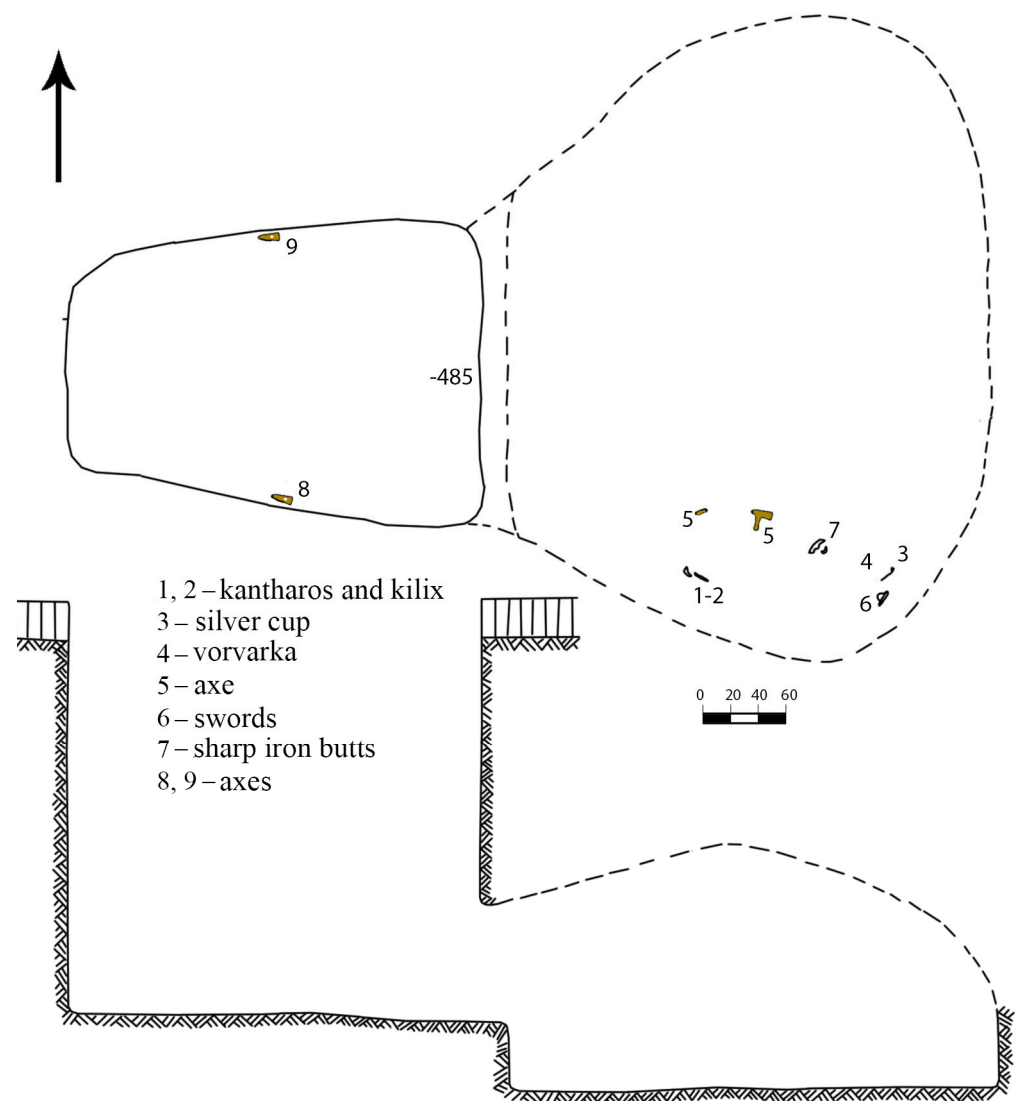 9
-485
8
5
5
7
4
3
1-2
6
1, 2 – kantharos and kilix
3 – silver cup
4 – vorvarka
5 – axe
6 – swords
7 – sharp iron butts
8, 9 – axes
0 20 40 60